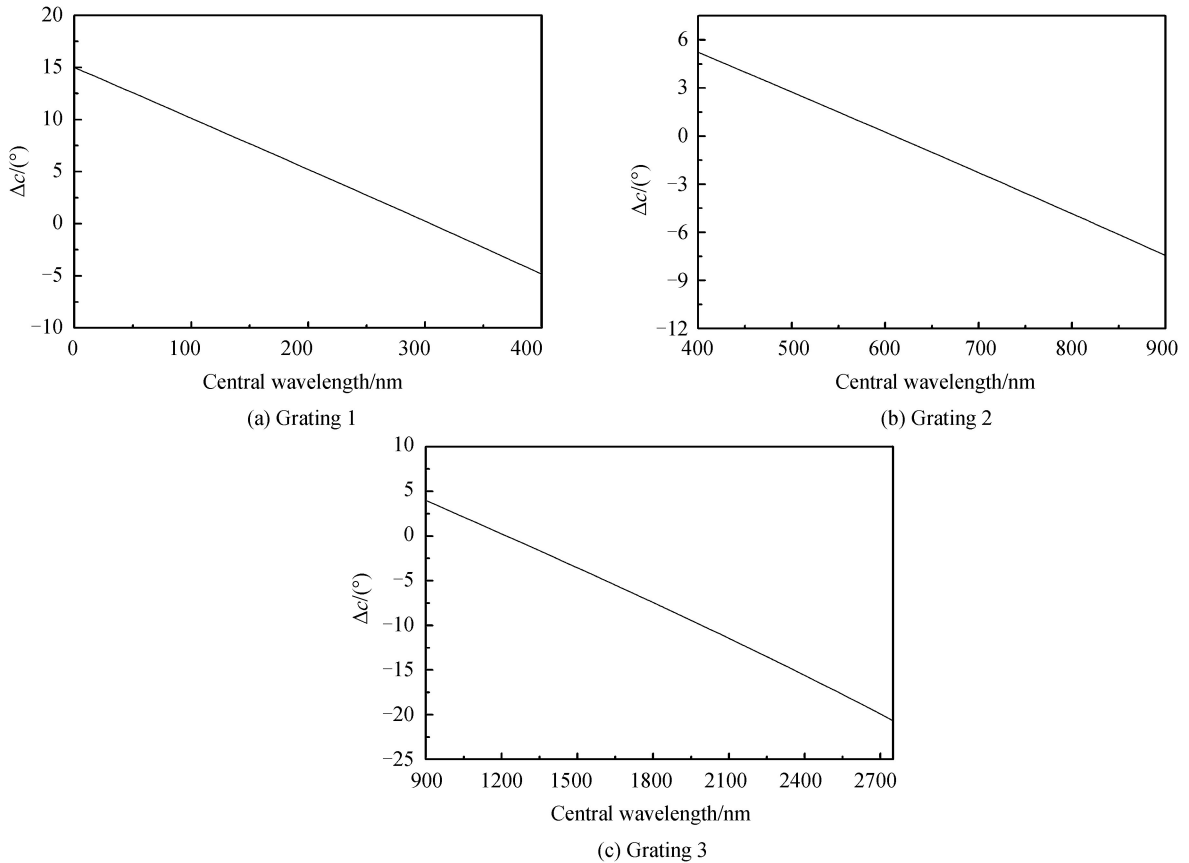 20
15
10
5
0
−5
−10
Δc/(°)
0 100 200 300 400
Central wavelength/nm
(a) Grating 1
6
3
0
−3
−6
−9
−12
Δc/(°)
400 500 600 700 800 900
Central wavelength/nm
(b) Grating 2
10
5
0
−5
−10
−15
−20
−25
Δc/(°)
900 1200 1500 1800 2100 2400 2700
Central wavelength/nm
(c) Grating 3